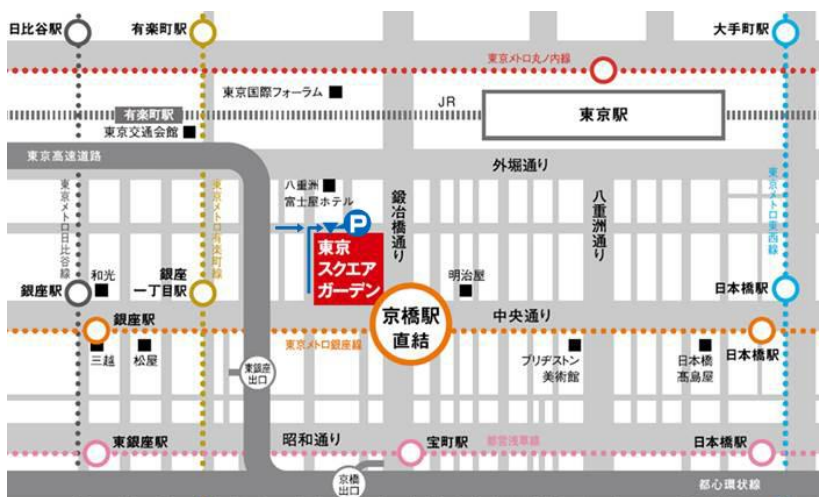 日比谷駅
有楽町駅
大手町駅
東京メトロ丸ノ内線
東京国際フォーラム
JR
東京駅
有楽町駅
東京交通会館
東京高速道路
外堀通り
八重洲
富士屋ホテル
鍛冶橋通り
八重洲通り
東京メトロ日比谷線
東京メトロ有楽町線
東京メトロ東西線
P
東京
スクエア
ガーデン
和光
銀座駅
銀座
一丁目駅
明治屋
日本橋駅
京橋駅
直結
中央通り
銀座駅
東京メトロ銀座線
日本橋駅
三越
松屋
東銀座
出口
ブリヂストン
美術館
日本橋
髙島屋
東銀座駅
昭和通り
宝町駅
都営浅草線
日本橋駅
京橋
出口
都心環状線